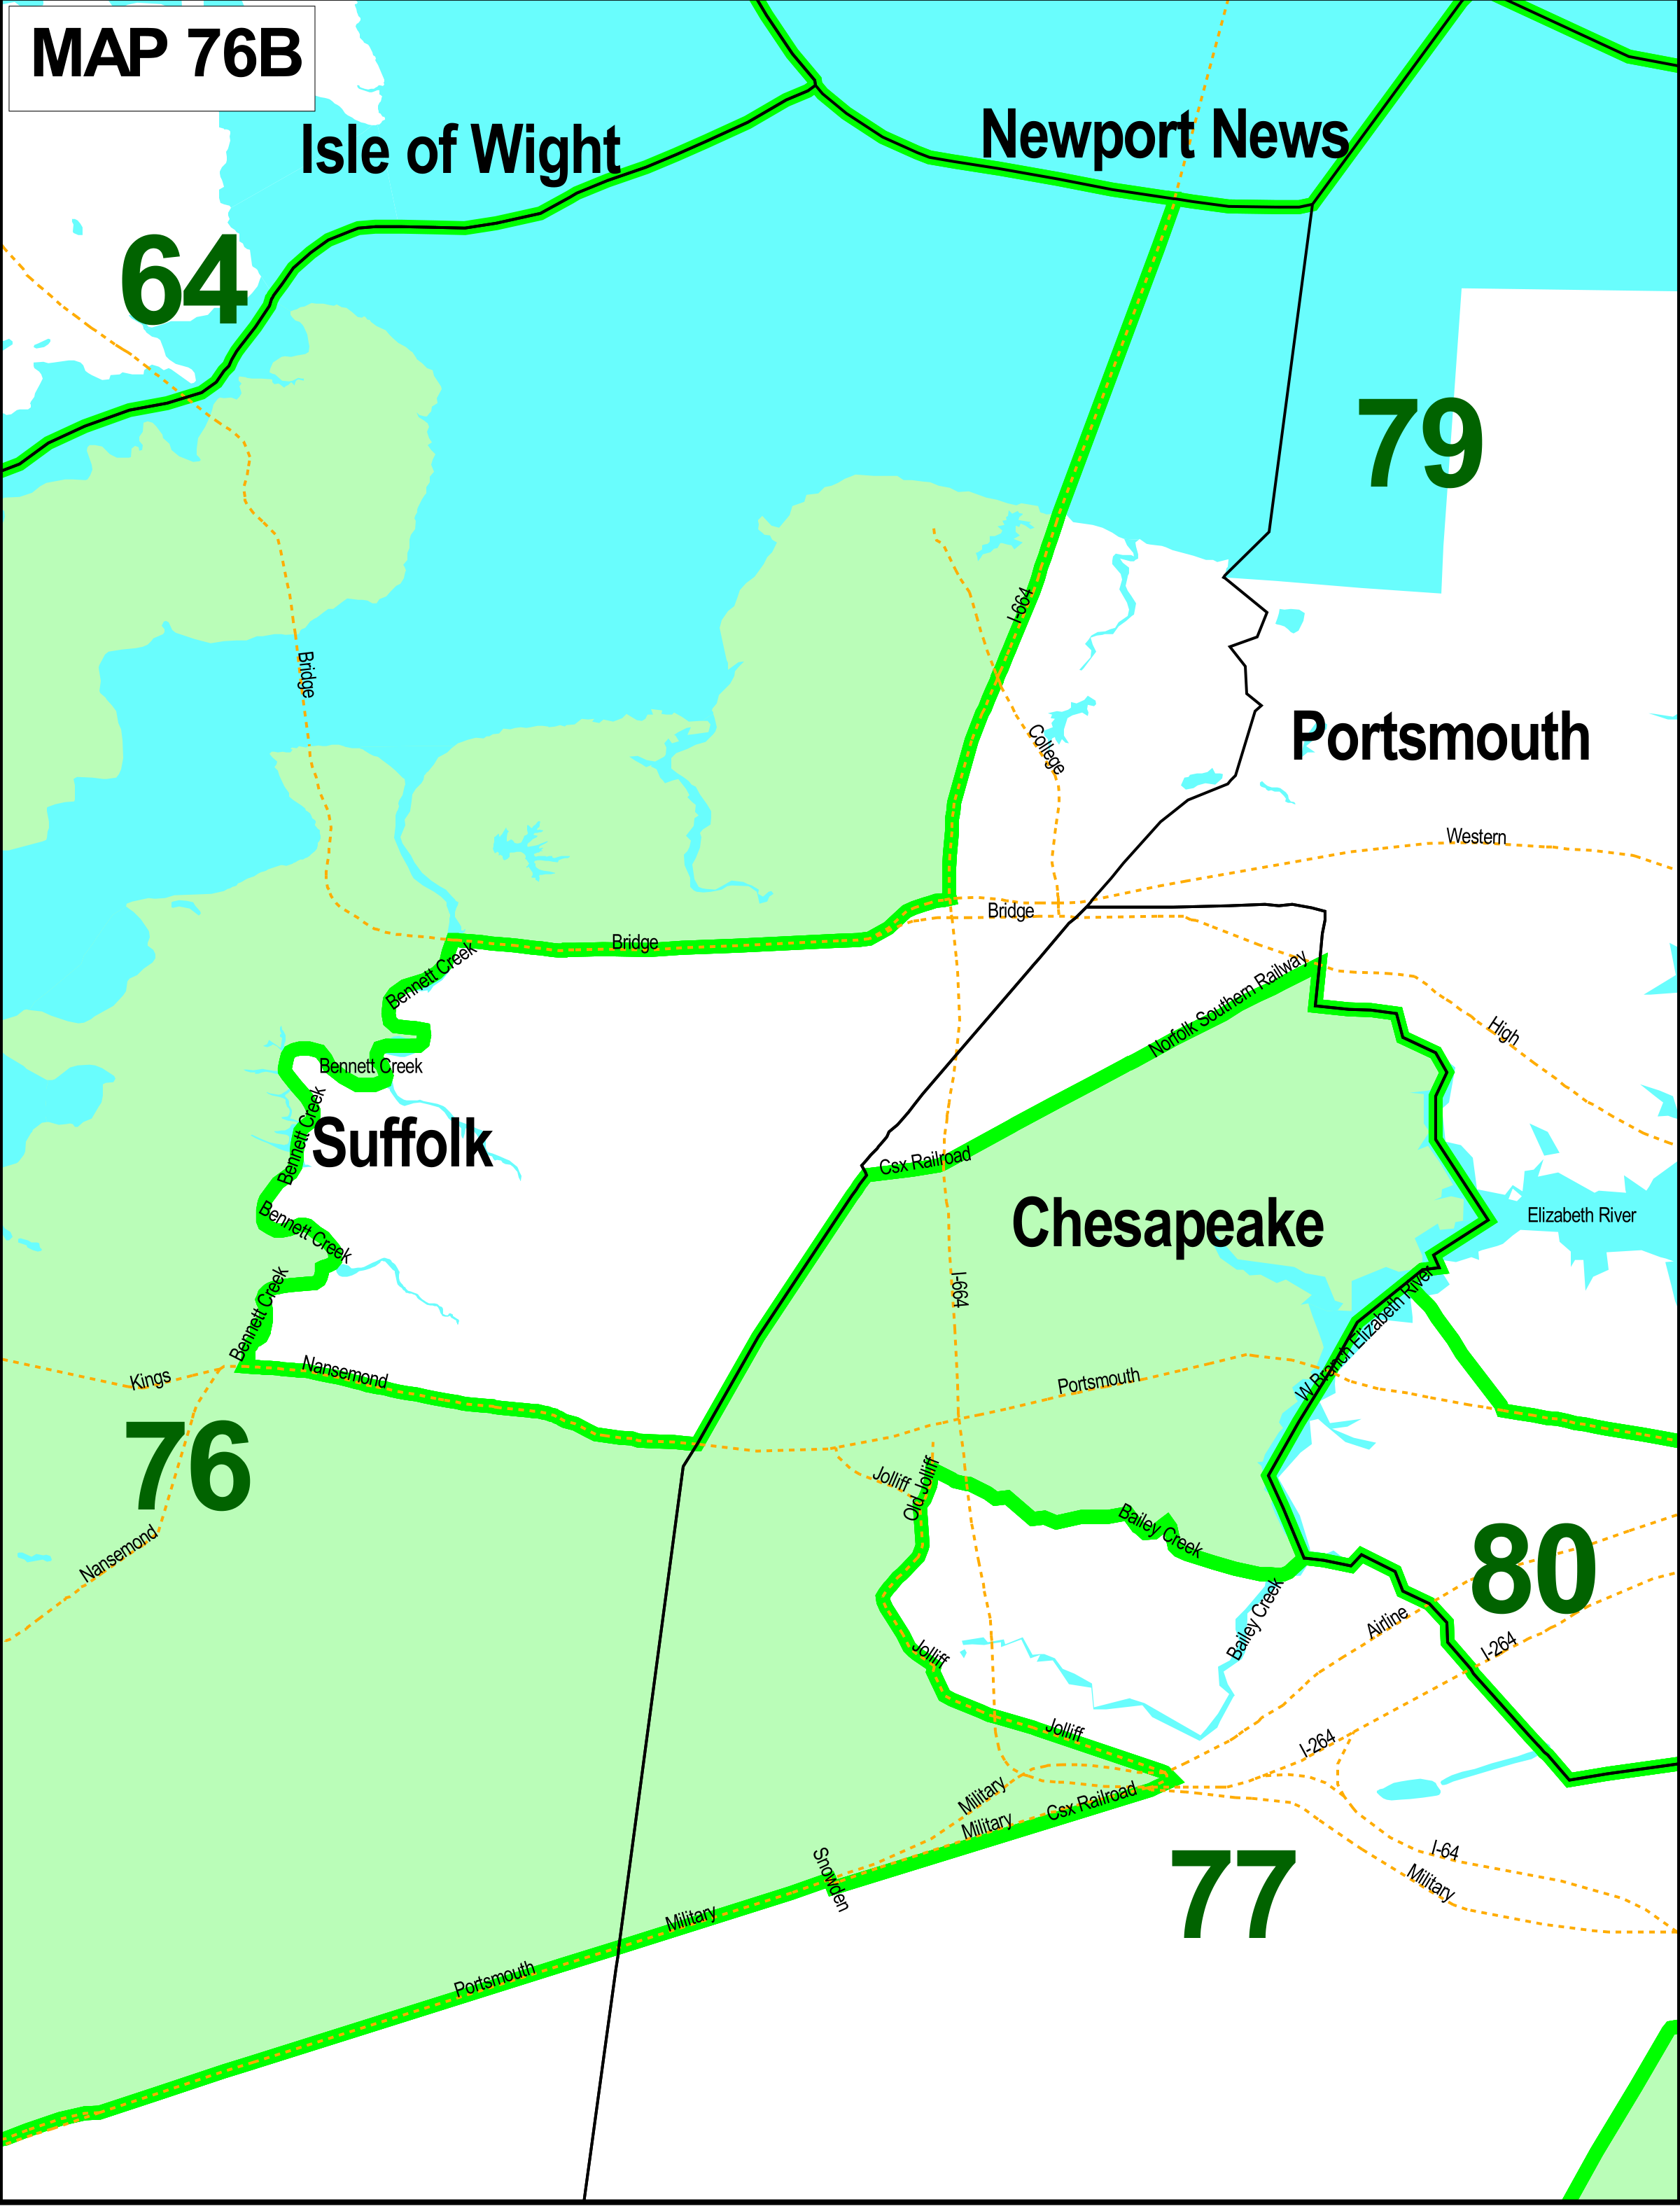 MAP 76B
Isle of Wight
Newport News
64
79
I-664
Bridge
College
Portsmouth
Western
Bridge
Bridge
Bennett Creek
Norfolk Southern Railway
High
Bennett Creek
Bennett Creek
Suffolk
Csx Railroad
Chesapeake
Elizabeth River
Bennett Creek
I-664
Bennett Creek
W Branch Elizabeth River
Kings
Nansemond
Portsmouth
76
Jolliff
Old Jolliff
Bailey Creek
Nansemond
80
Bailey Creek
Airline
I-264
Jolliff
Jolliff
I-264
Military
Csx Railroad
Military
Snowden
I-64
Military
77
Military
Portsmouth